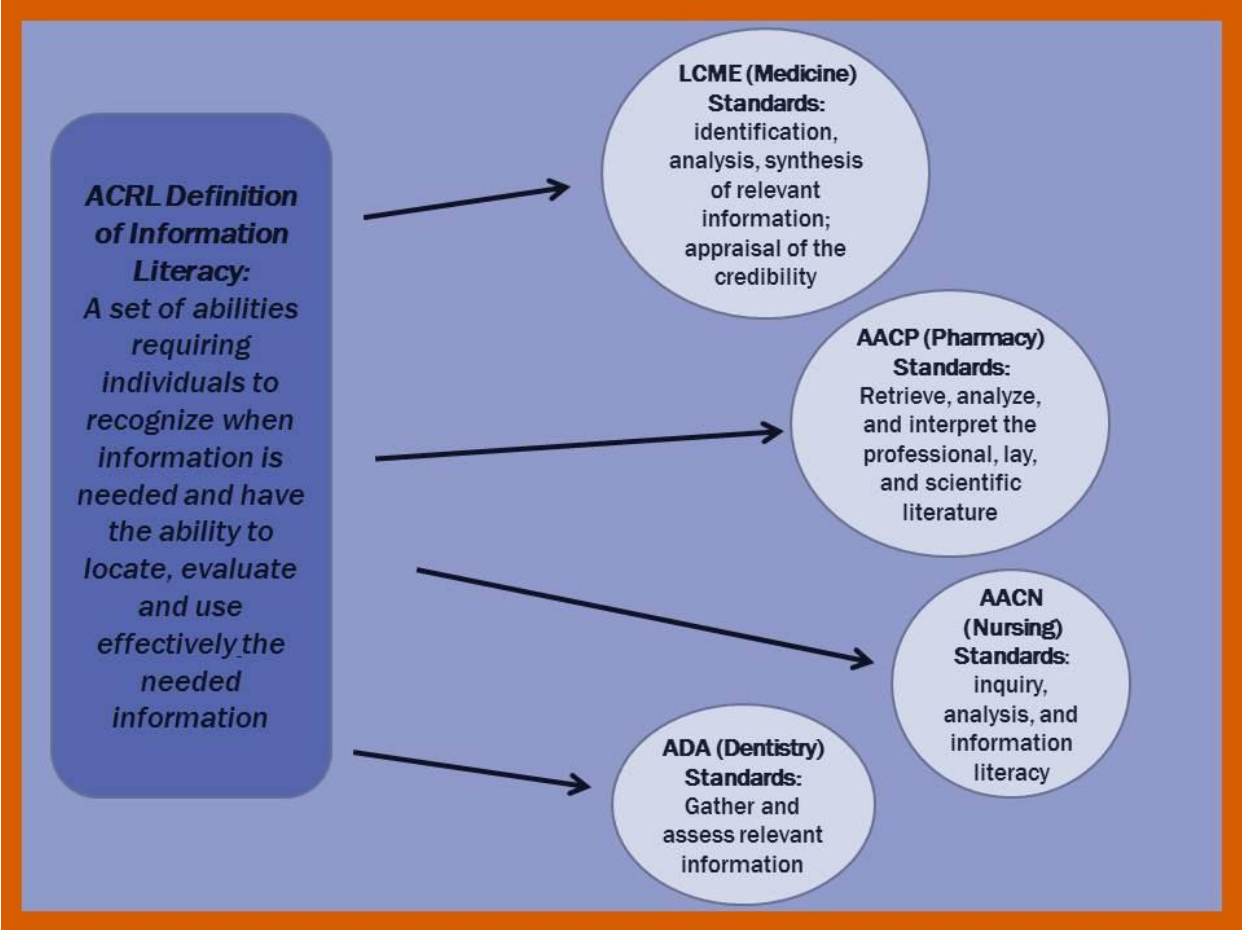 ACRL Definition
of Information
Literacy:
A set of abilities
requiring
individuals to
recognize when
information is
needed and have
the ability to
locate, evaluate
and use
effectively the
needed
information
LCME (Medicine)
Standards:
identification,
analysis, synthesis
of relevant
information;
appraisal of the
credibility
AACP (Pharmacy)
Standards:
Retrieve, analyze,
and interpret the
professional, lay,
and scientific
literature
AACN
(Nursing)
Standards:
inquiry,
analysis, and
information
literacy
ADA (Dentistry)
Standards:
Gather and
assess relevant
information